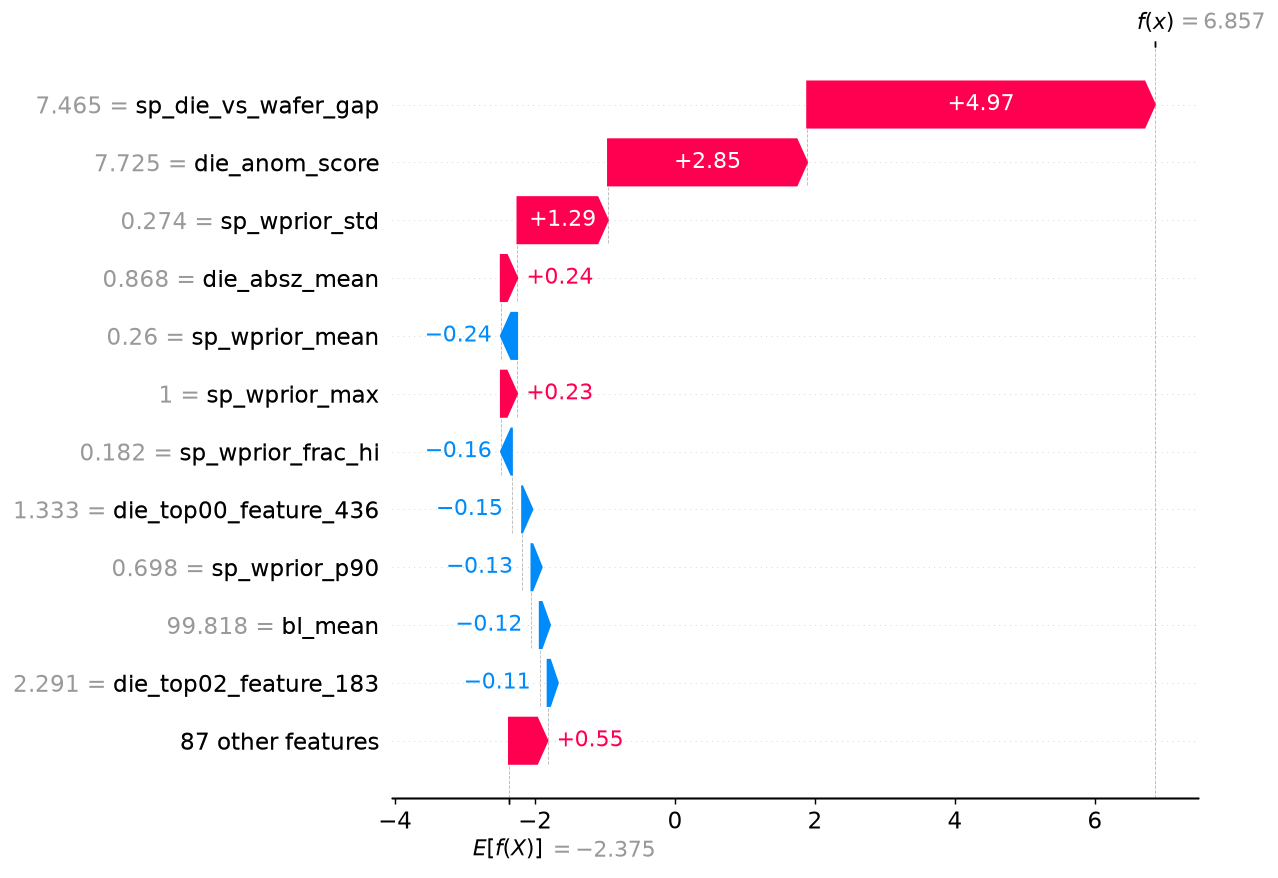 f(x) = 6.857
7.465 = sp_die_vs_wafer_gap
+4.97
7.725 = die_anom_score
+2.85
0.274 = sp_wprior_std
+1.29
0.868 = die_absz_mean
+0.24
0.26 = sp_wprior_mean
−0.24
1 = sp_wprior_max
+0.23
0.182 = sp_wprior_frac_hi
−0.16
1.333 = die_top00_feature_436
−0.15
0.698 = sp_wprior_p90
−0.13
99.818 = bl_mean
−0.12
2.291 = die_top02_feature_183
−0.11
87 other features
+0.55
−4 −2 0 2 4 6
E[f(X)] = −2.375